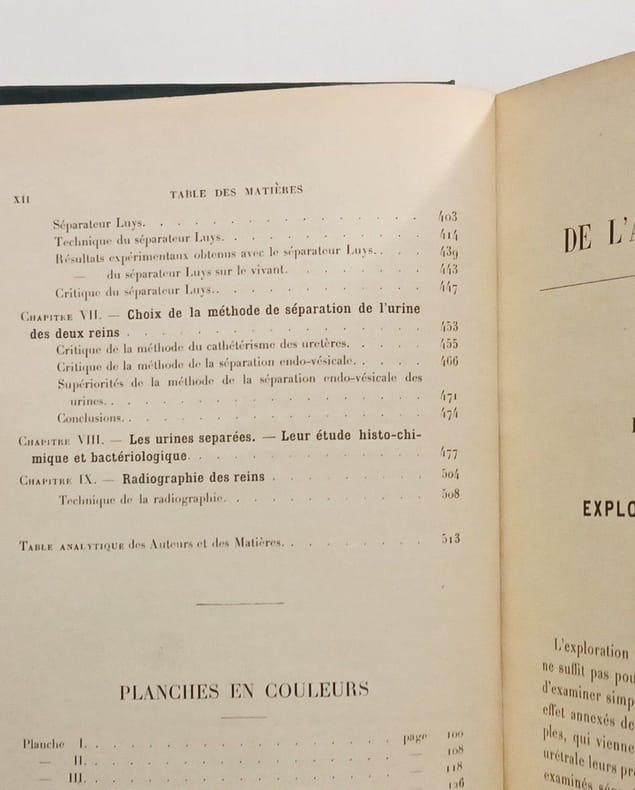 XII TABLE DES MATIÈRES
Séparateur Luys. 403
Technique du séparateur Luys. 414
Résultats expérimentaux obtenus avec le séparateur Luys. 439
— du séparateur Luys sur le vivant. 443
Critique du séparateur Luys. 447
CHAPITRE VII. — Choix de la méthode de séparation de l'urine
des deux reins 453
Critique de la méthode du cathétérisme des uretères. 455
Critique de la méthode de la séparation endo-vésicale. 466
Supériorités de la méthode de la séparation endo-vésicale des
urines. 471
Conclusions. 474
CHAPITRE VIII. — Les urines separées. — Leur étude histo-chi-
mique et bactériologique. 477
CHAPITRE IX. — Radiographie des reins 504
Technique de la radiographie. 508
TABLE ANALYTIQUE des Auteurs et des Matières. 513
PLANCHES EN COULEURS
Planche I. page 100
— II. — 108
— III. — 118
126
DE L'A
EXPLO
L'exploration
ne suffit pas pou
d'examiner simp
effet annexés de
ples, qui vienne
urétrale leurs pr
examinés sé